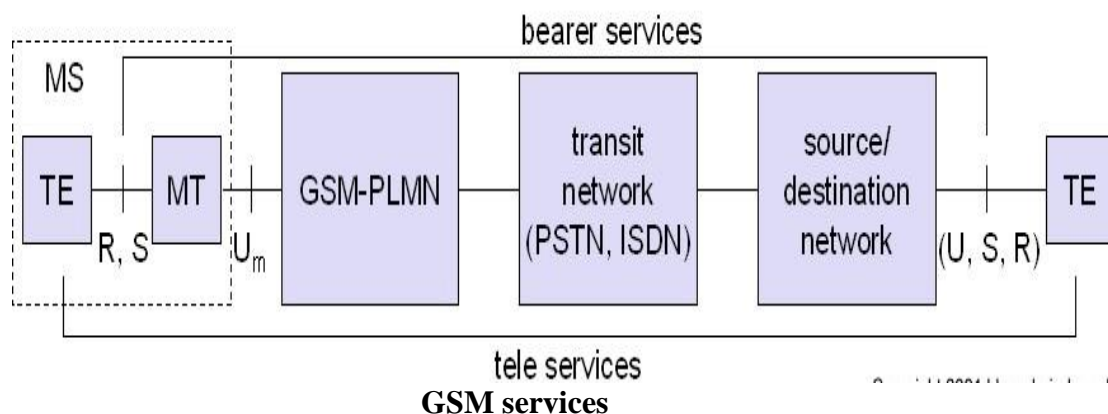 bearer services
MS
TE
MT
GSM-PLMN
transit
network
(PSTN, ISDN)
source/
destination
network
TE
R, S
Um
(U, S, R)
tele services
GSM services